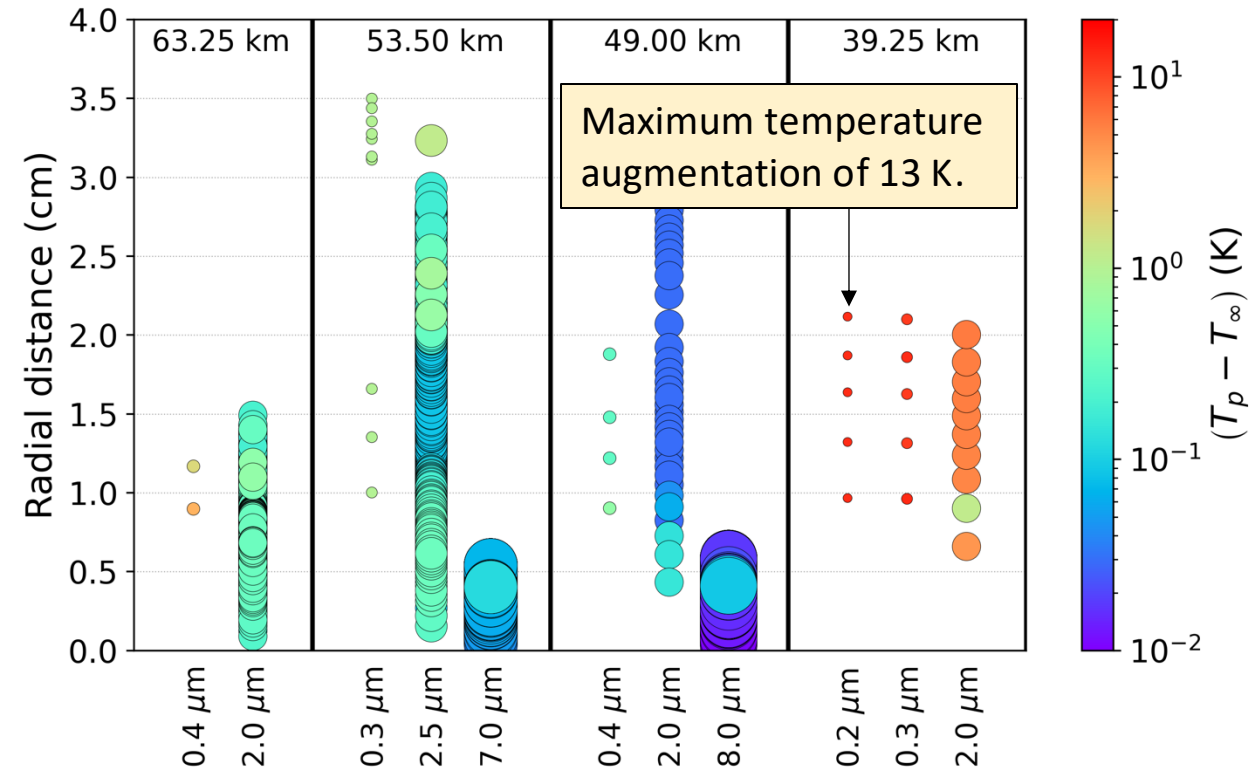 4.0
3.5
3.0
2.5
2.0
1.5
1.0
0.5
0.0
Radial distance (cm)
63.25 km
53.50 km
49.00 km
39.25 km
Maximum temperature
augmentation of 13 K.
0.4 μm
2.0 μm
0.3 μm
2.5 μm
7.0 μm
0.4 μm
2.0 μm
8.0 μm
0.2 μm
0.3 μm
2.0 μm
10¹
10⁰
10⁻¹
10⁻²
(Tₚ − T∞) (K)